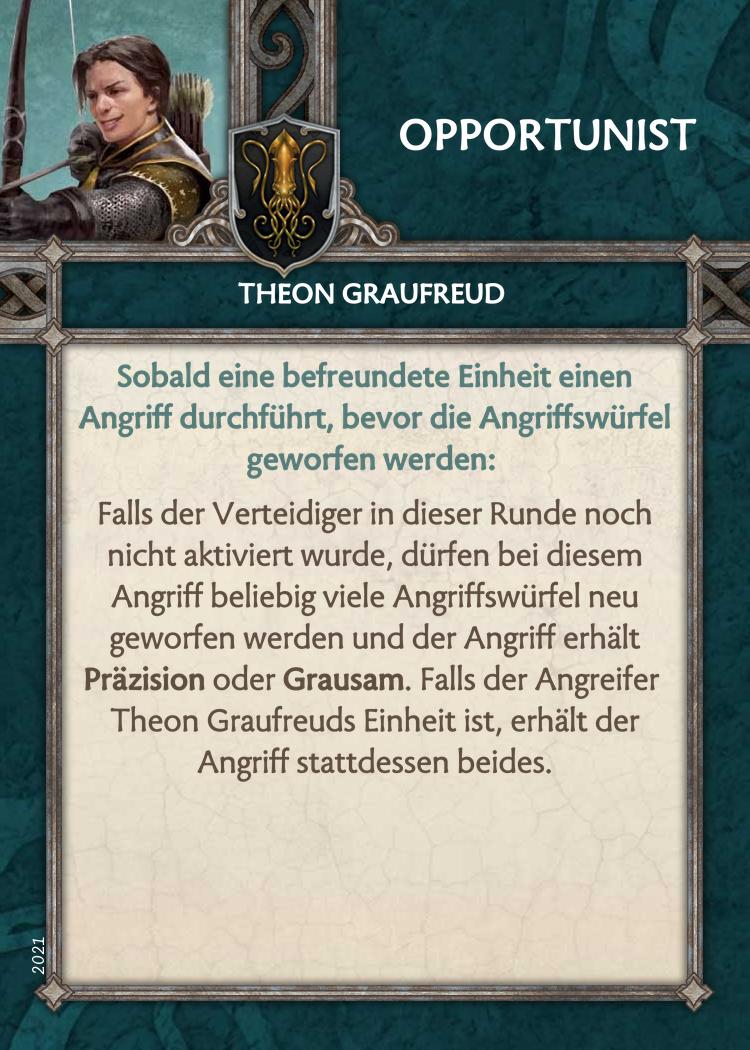 OPPORTUNIST
THEON GRAUFREUD
Sobald eine befreundete Einheit einen
Angriff durchführt, bevor die Angriffswürfel
geworfen werden:
Falls der Verteidiger in dieser Runde noch
nicht aktiviert wurde, dürfen bei diesem
Angriff beliebig viele Angriffswürfel neu
geworfen werden und der Angriff erhält
Präzision oder Grausam. Falls der Angreifer
Theon Graufreuds Einheit ist, erhält der
Angriff stattdessen beides.
2021